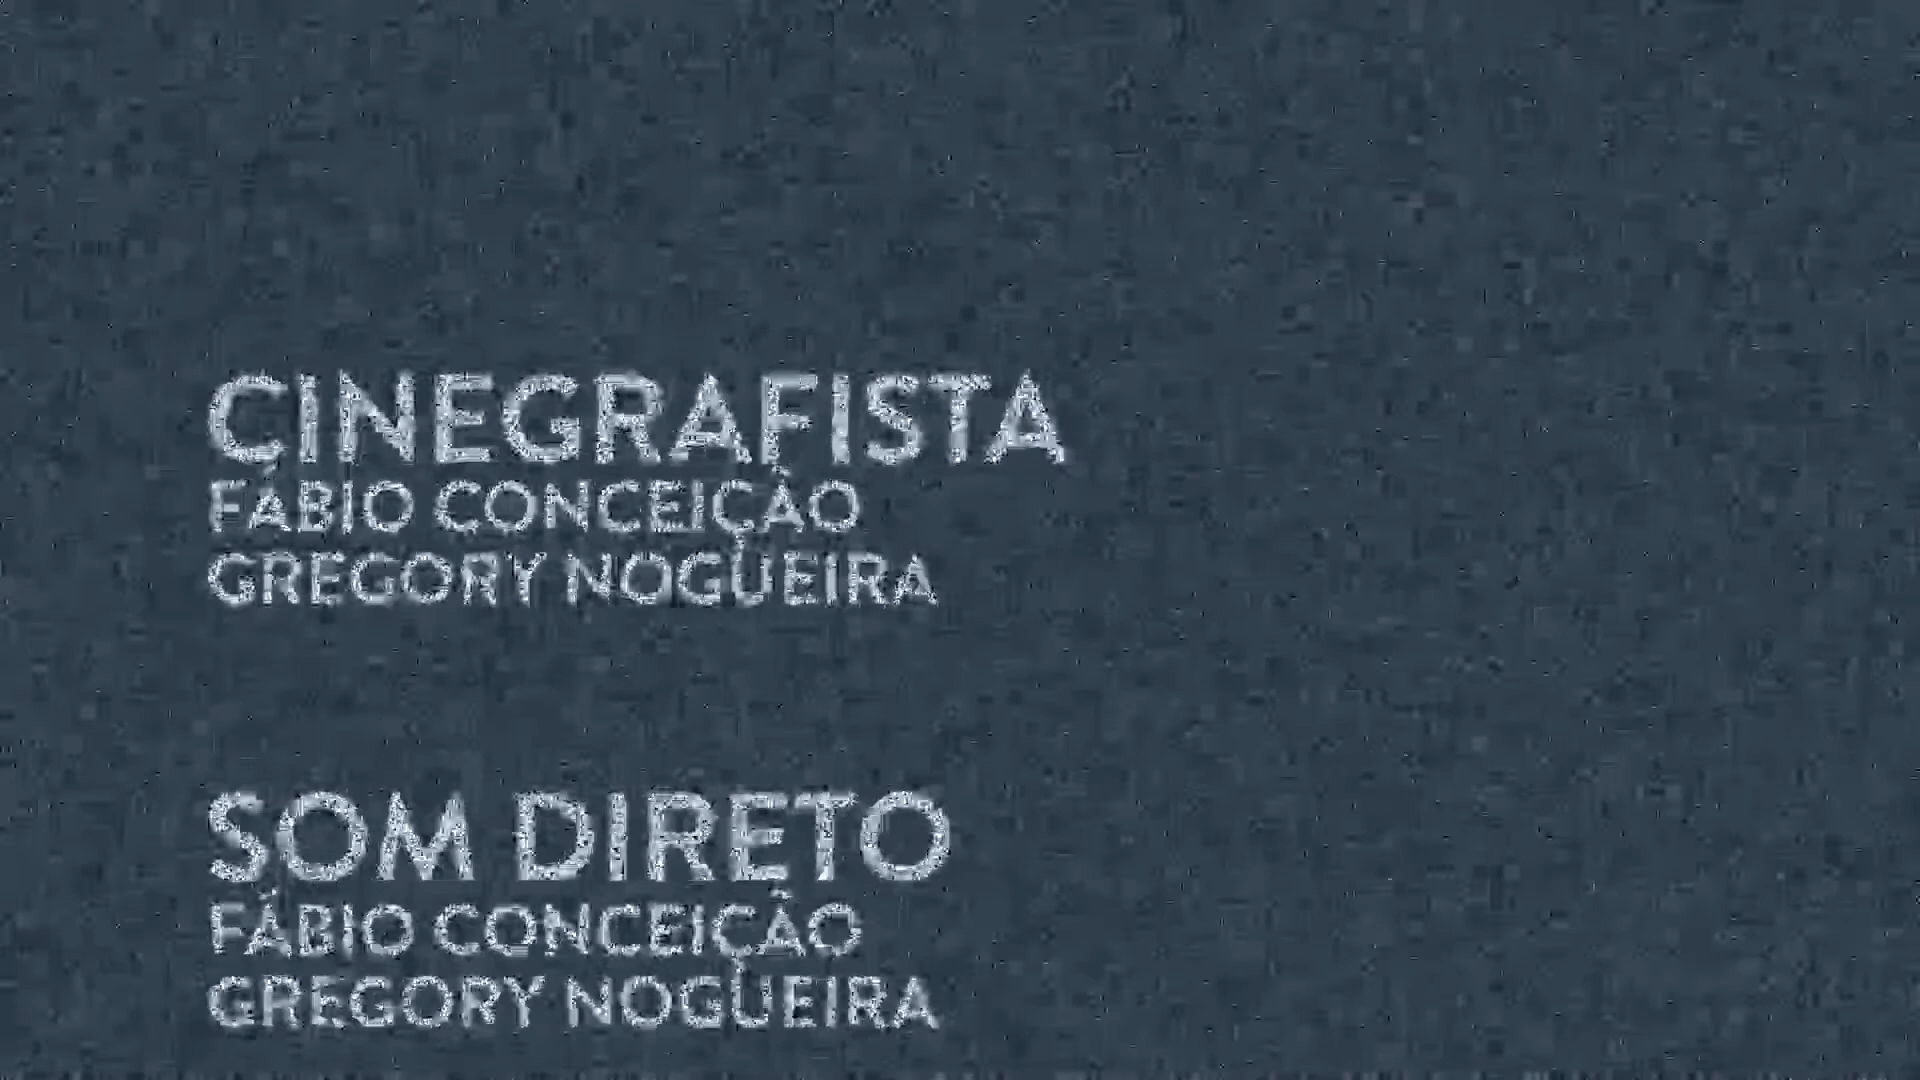 CINEGRAFISTA
FÁBIO CONCEIÇÃO
GREGORY NOGUEIRA
SOM DIRETO
FÁBIO CONCEIÇÃO
GREGORY NOGUEIRA